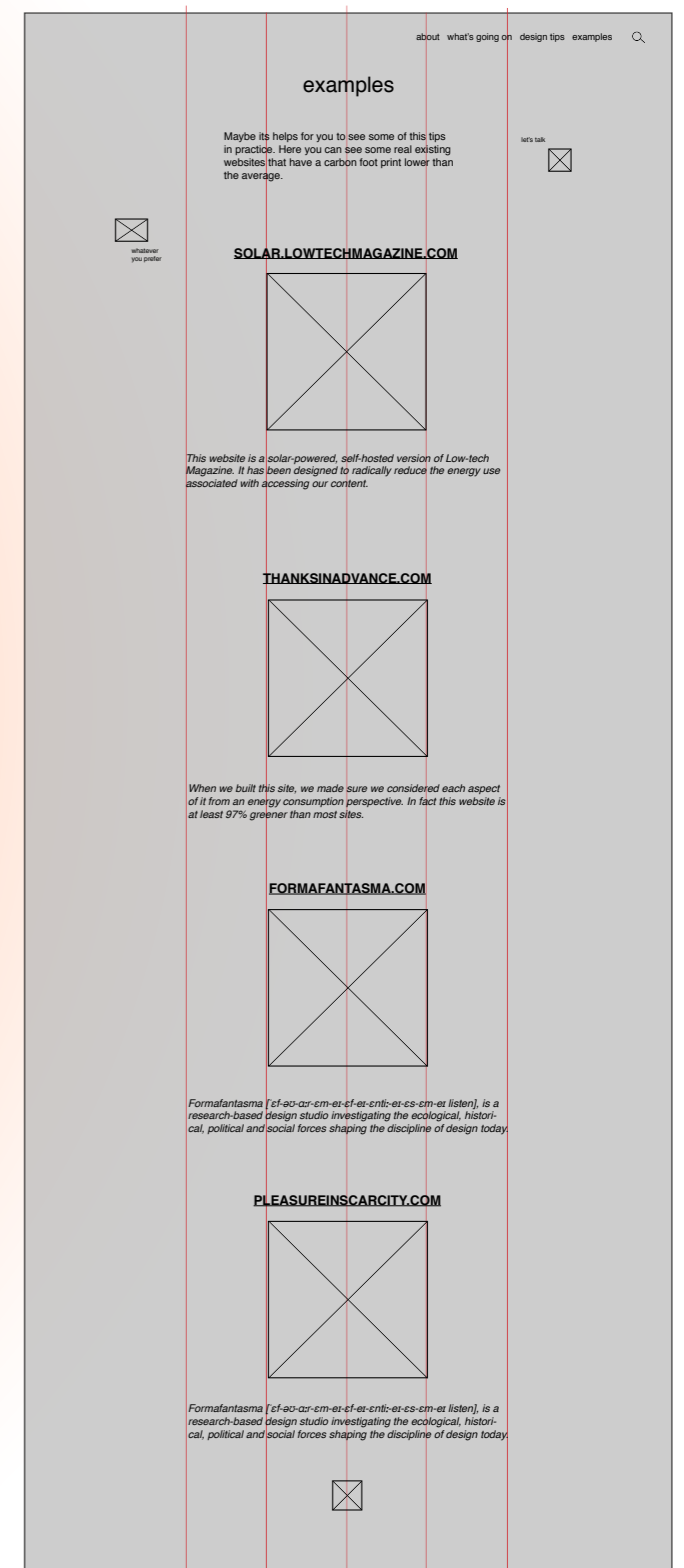 about what's going on design tips examples
examples
Maybe its helps for you to see some of this tips
in practice. Here you can see some real existing
websites that have a carbon foot print lower than
the average.
let's talk
whatever
you prefer
SOLAR.LOWTECHMAGAZINE.COM
This website is a solar-powered, self-hosted version of Low-tech
Magazine. It has been designed to radically reduce the energy use
associated with accessing our content.
THANKSINADVANCE.COM
When we built this site, we made sure we considered each aspect
of it from an energy consumption perspective. In fact this website is
at least 97% greener than most sites.
FORMAFANTASMA.COM
Formafantasma [ˈɛf-əʊ-ɑːr-ɛm-eɪ-ɛf-eɪ-ɛntiː-eɪ-ɛs-ɛm-eɪ listen], is a
research-based design studio investigating the ecological, histori-
cal, political and social forces shaping the discipline of design today.
PLEASUREINSCARCITY.COM
Formafantasma [ˈɛf-əʊ-ɑːr-ɛm-eɪ-ɛf-eɪ-ɛntiː-eɪ-ɛs-ɛm-eɪ listen], is a
research-based design studio investigating the ecological, histori-
cal, political and social forces shaping the discipline of design today.